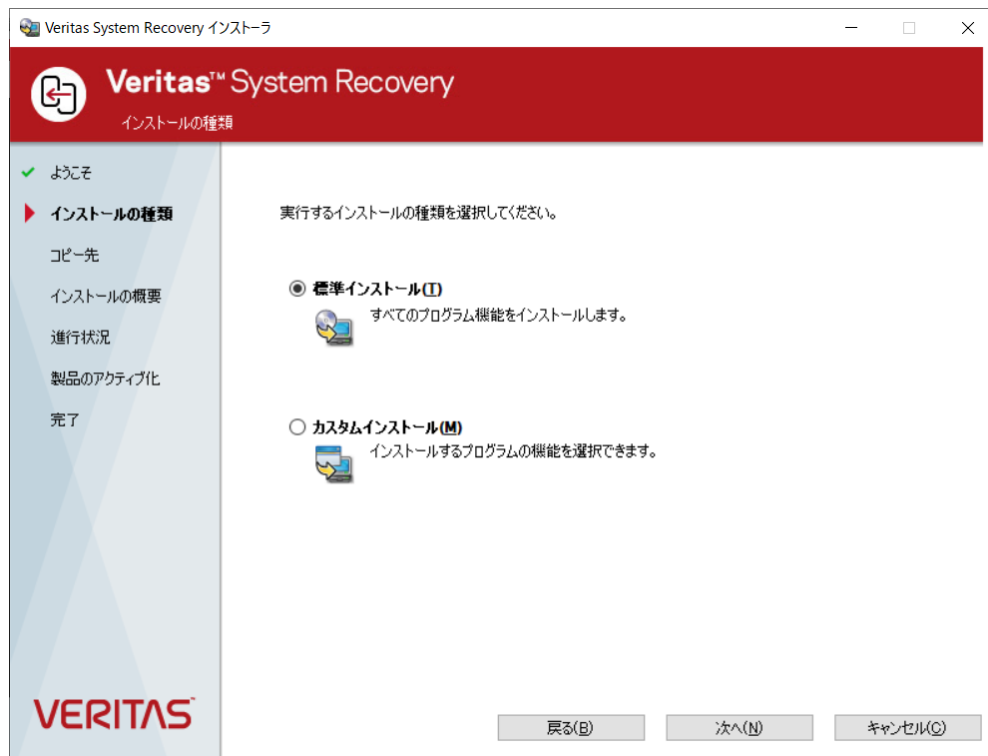 Veritas System Recovery インストーラ
Veritas™ System Recovery
インストールの種類
ようこそ
インストールの種類
コピー先
インストールの概要
進行状況
製品のアクティブ化
完了
実行するインストールの種類を選択してください。
標準インストール(T)
すべてのプログラム機能をインストールします。
カスタムインストール(M)
インストールするプログラムの機能を選択できます。
VERITAS™
戻る(B)
次へ(N)
キャンセル(C)